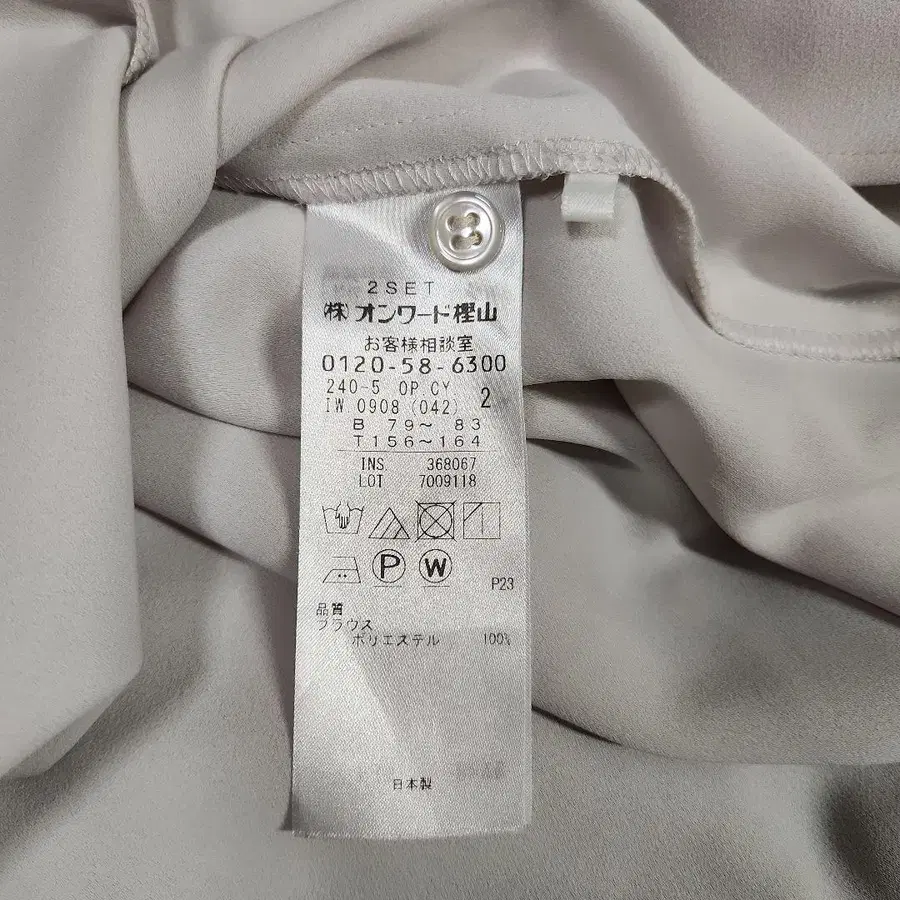 2SET
㈱オンワード樫山
お客様相談室
0120-58-6300
240-5 OP CY
IW 0908 (042) 2
B 79～ 83
T156～164
INS 368067
LOT 7009118
P W
P23
品質
ブラウス
ポリエステル 100%
日本製